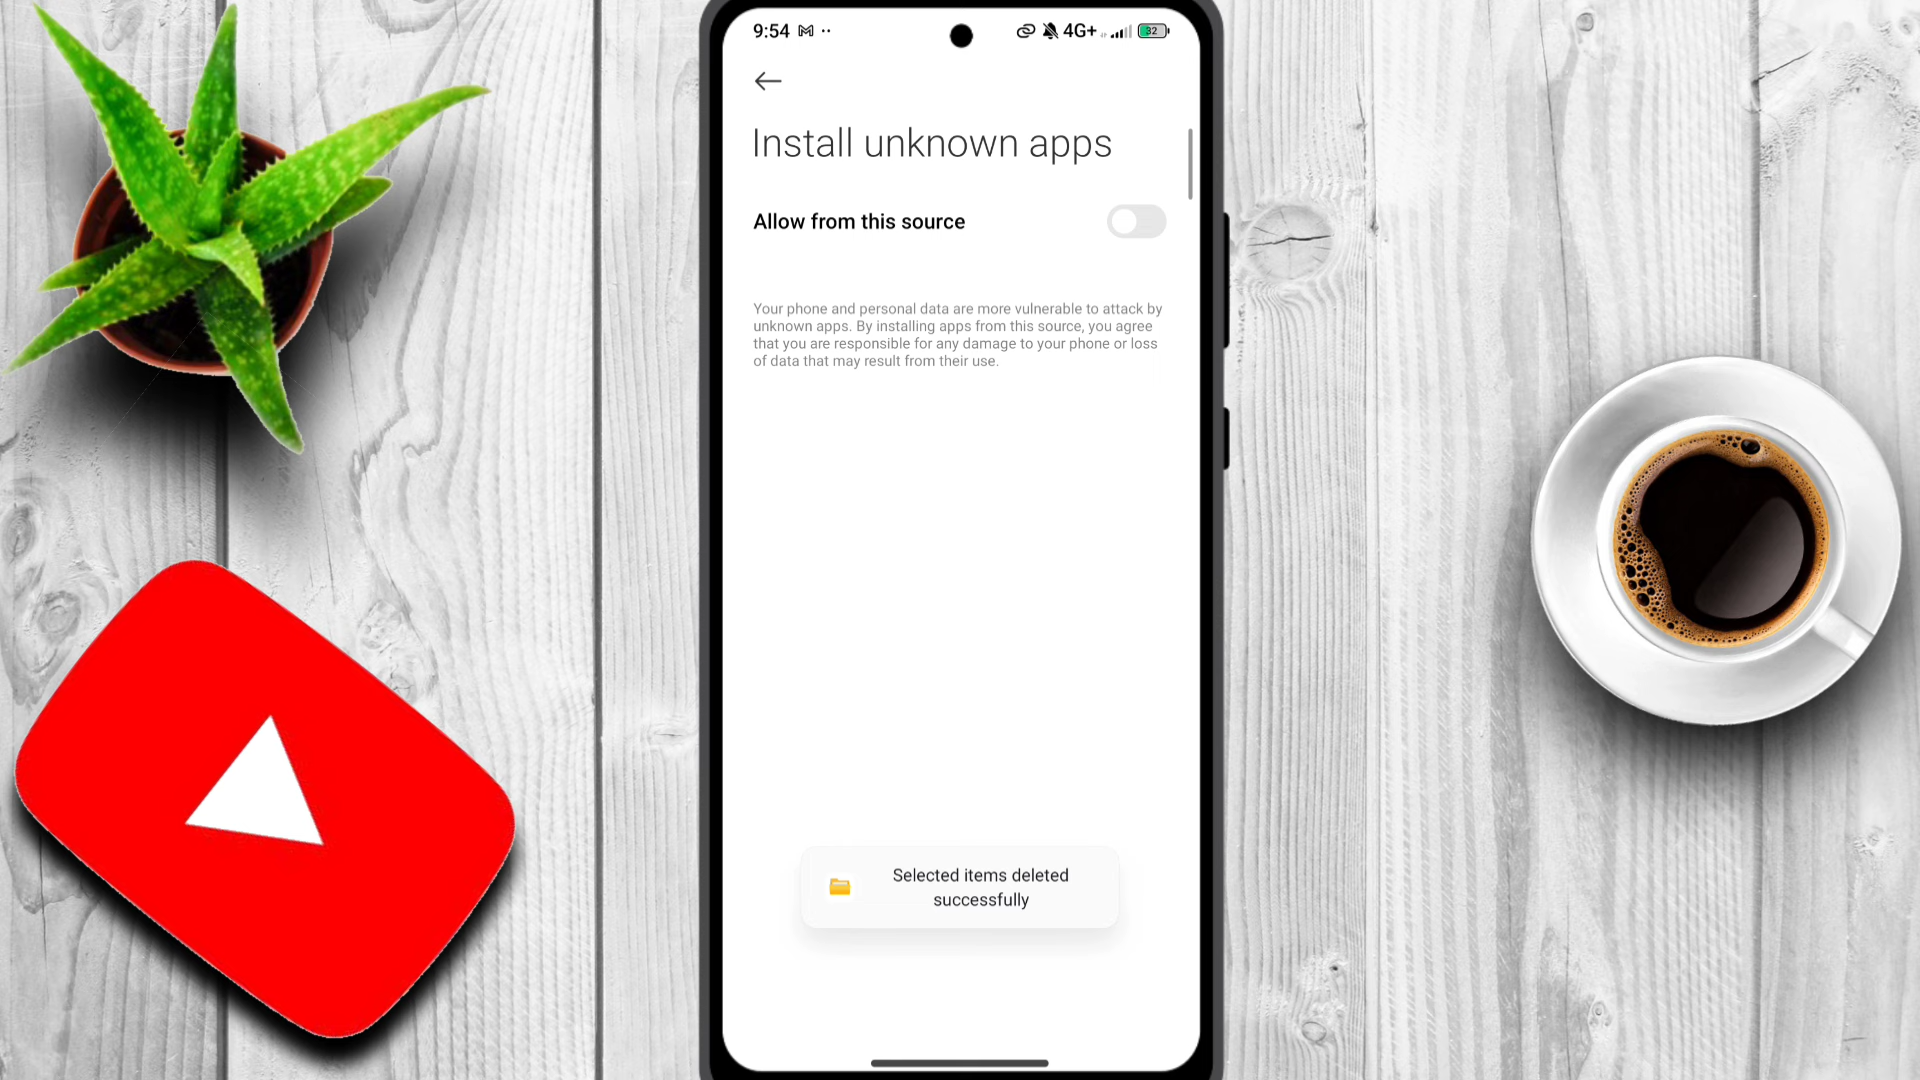 9:54
4G+
32
Install unknown apps
Allow from this source
Your phone and personal data are more vulnerable to attack by
unknown apps. By installing apps from this source, you agree
that you are responsible for any damage to your phone or loss
of data that may result from their use.
Selected items deleted
successfully